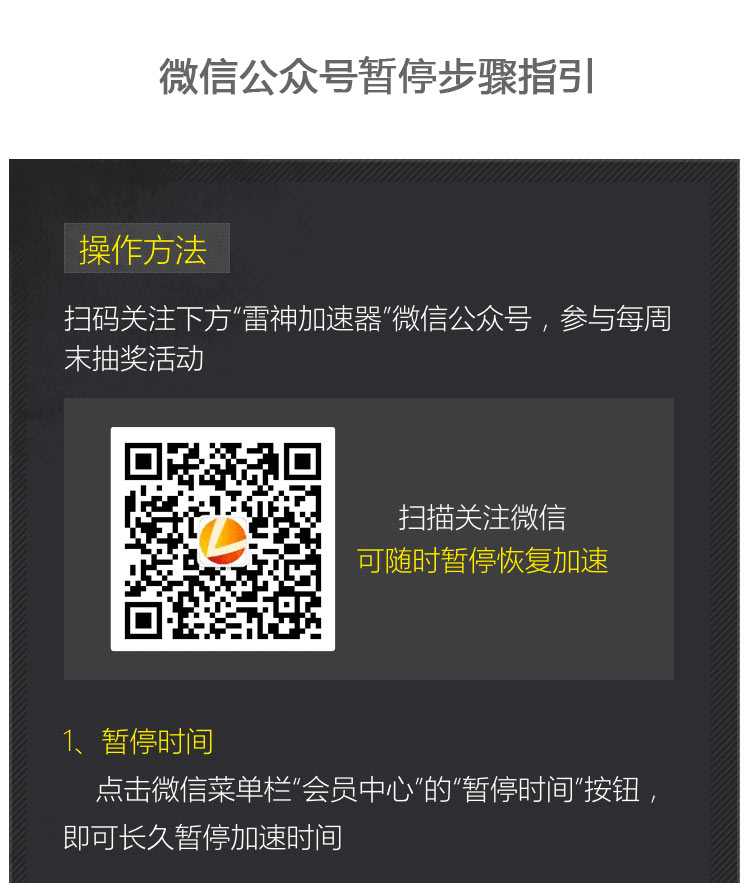 微信公众号暂停步骤指引
操作方法
扫码关注下方“雷神加速器”微信公众号，参与每周
末抽奖活动
扫描关注微信
可随时暂停恢复加速
1、暂停时间
点击微信菜单栏“会员中心”的“暂停时间”按钮，
即可长久暂停加速时间